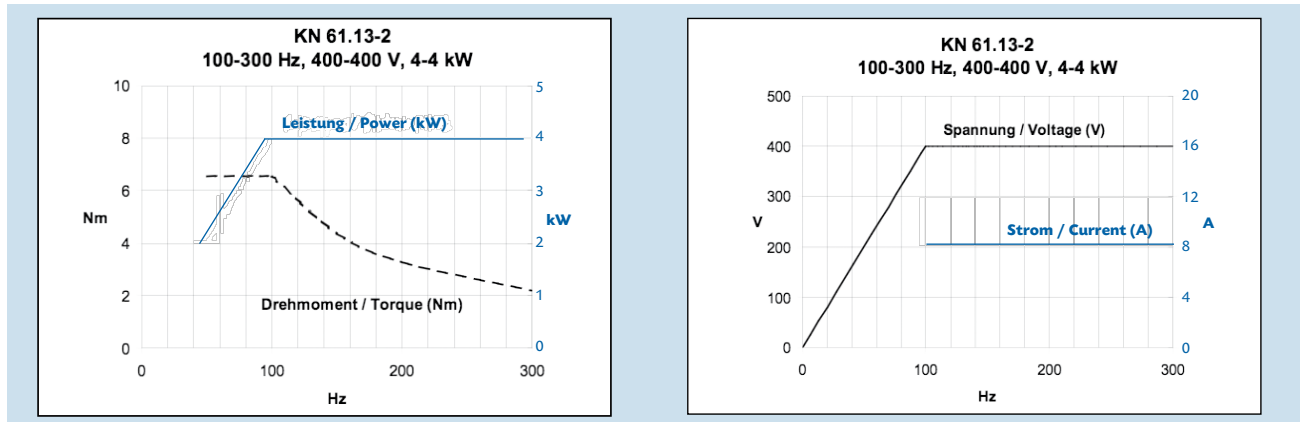 KN 61.13-2
100-300 Hz, 400-400 V, 4-4 kW
10
8
6
4
2
0
Nm
5
4
3
2
1
0
kW
Leistung / Power (kW)
Drehmoment / Torque (Nm)
0
100
200
300
Hz
KN 61.13-2
100-300 Hz, 400-400 V, 4-4 kW
500
400
300
200
100
0
V
20
16
12
8
4
0
A
Spannung / Voltage (V)
Strom / Current (A)
0
100
200
300
Hz